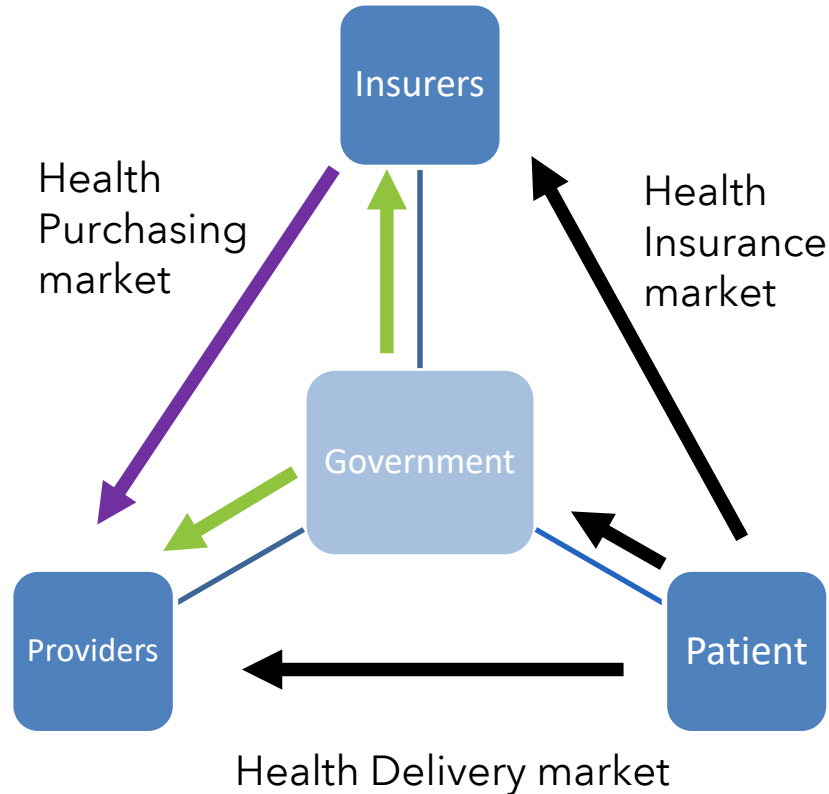 Insurers
Health
Purchasing
market
Health
Insurance
market
Government
Providers
Patient
Health Delivery market